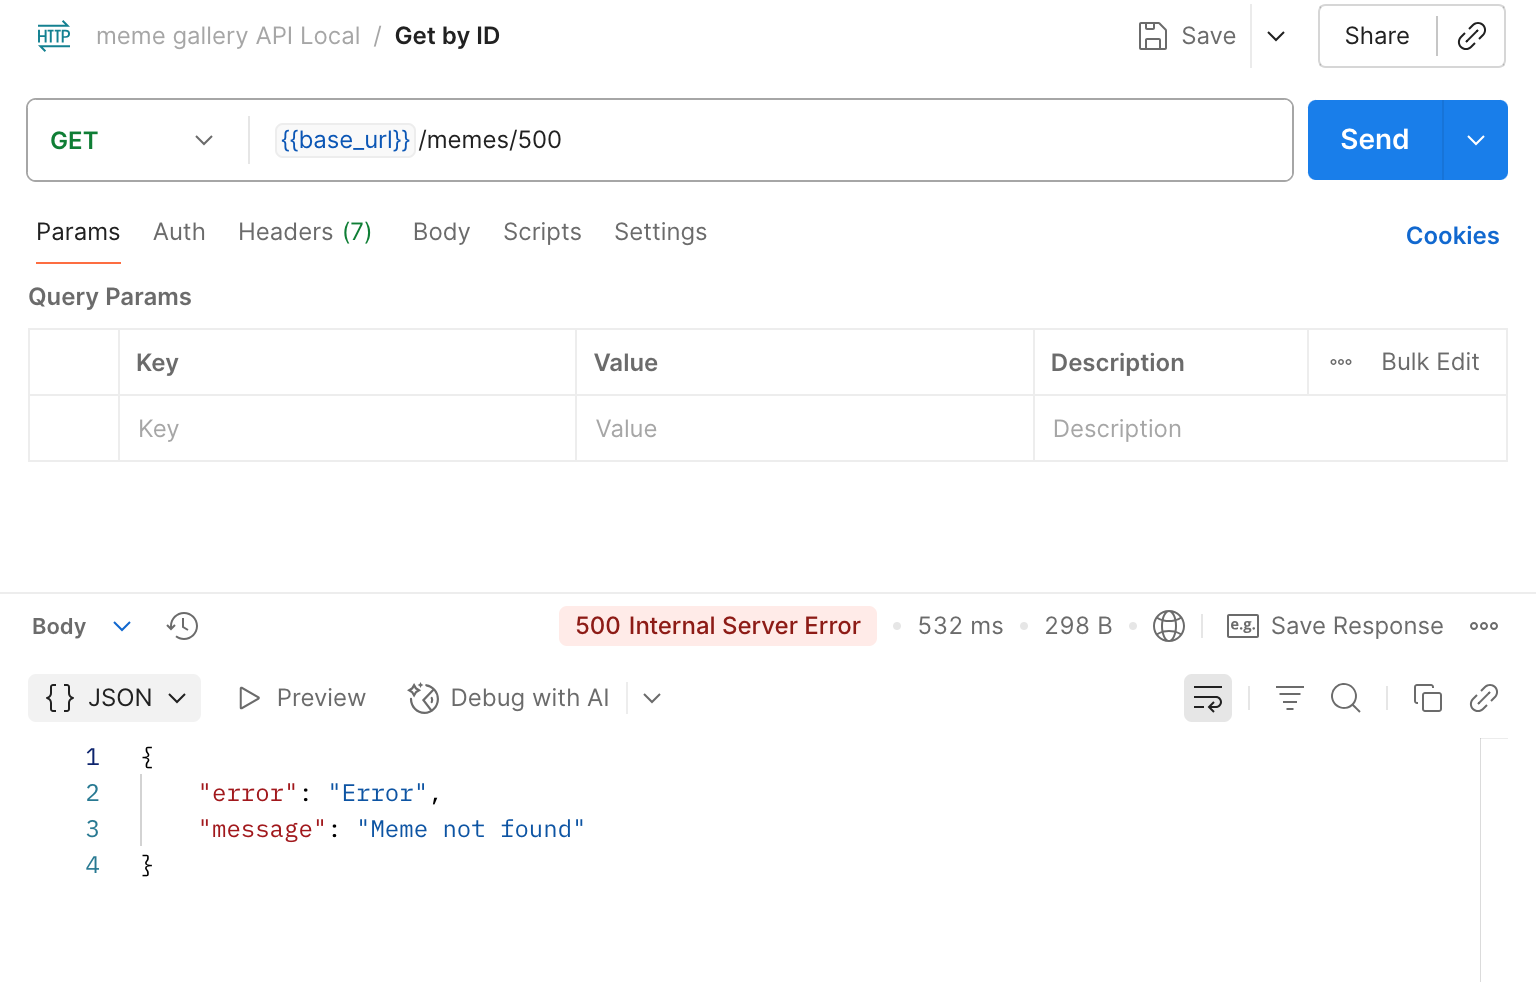 HTTP meme gallery API Local / Get by ID Save Share
GET {{base_url}}/memes/500 Send
Params Auth Headers (7) Body Scripts Settings Cookies
Query Params
Key Value Description ooo Bulk Edit
Key Value Description
Body 500 Internal Server Error • 532 ms • 298 B • e.g. Save Response ooo
{ } JSON Preview Debug with AI
1 {
2 "error": "Error",
3 "message": "Meme not found"
4 }